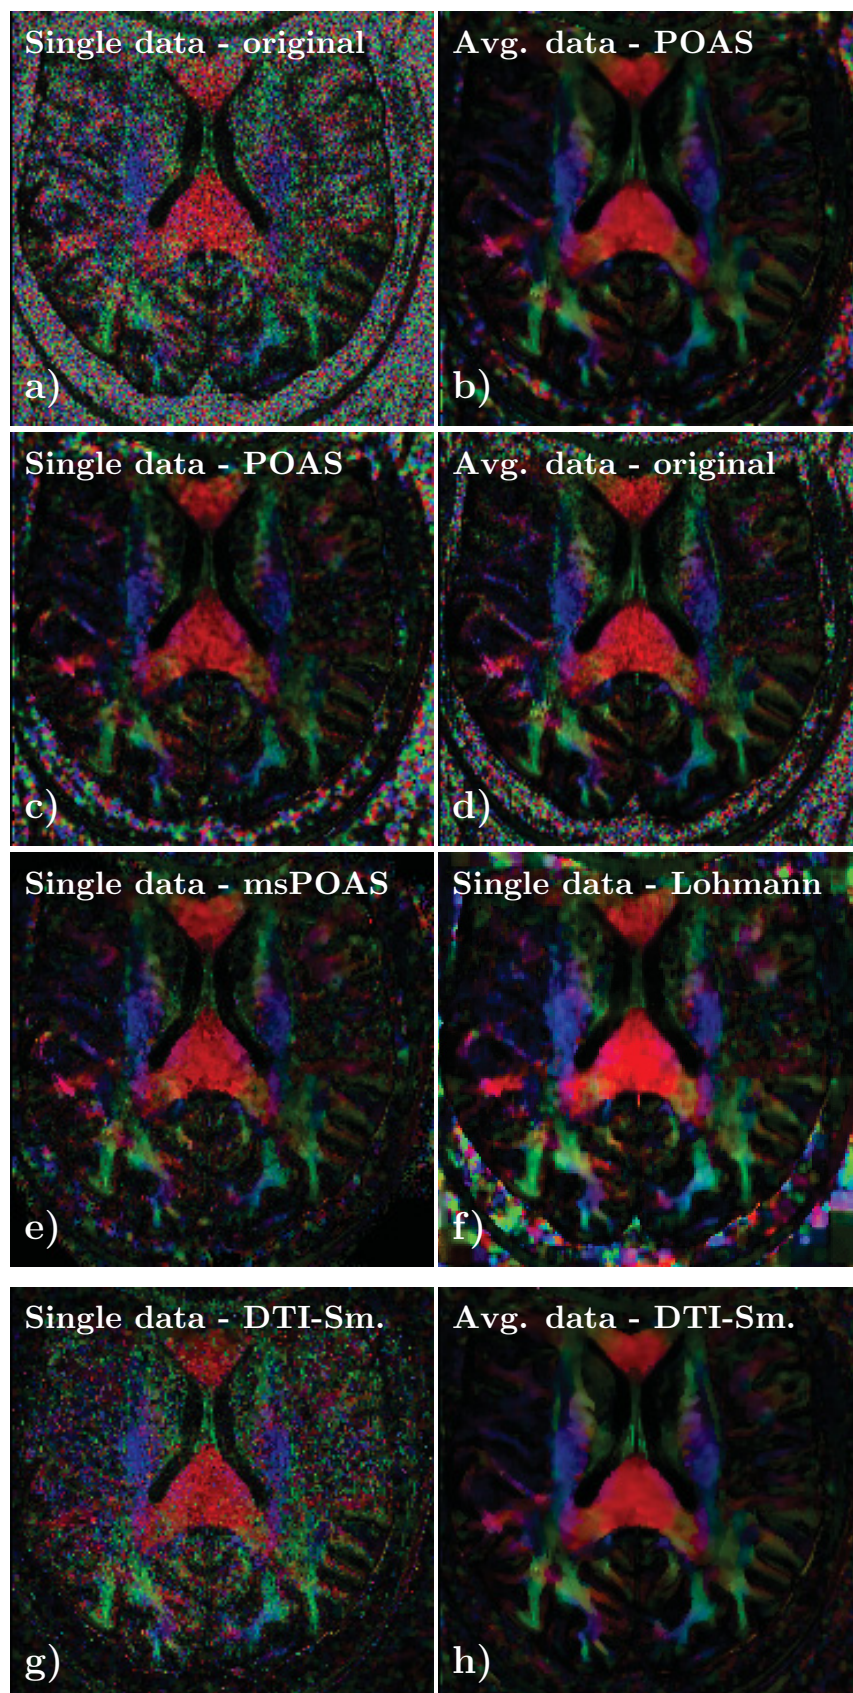 Single data - original
Avg. data - POAS
a)
b)
Single data - POAS
Avg. data - original
c)
d)
Single data - msPOAS
Single data - Lohmann
e)
f)
Single data - DTI-Sm.
Avg. data - DTI-Sm.
g)
h)